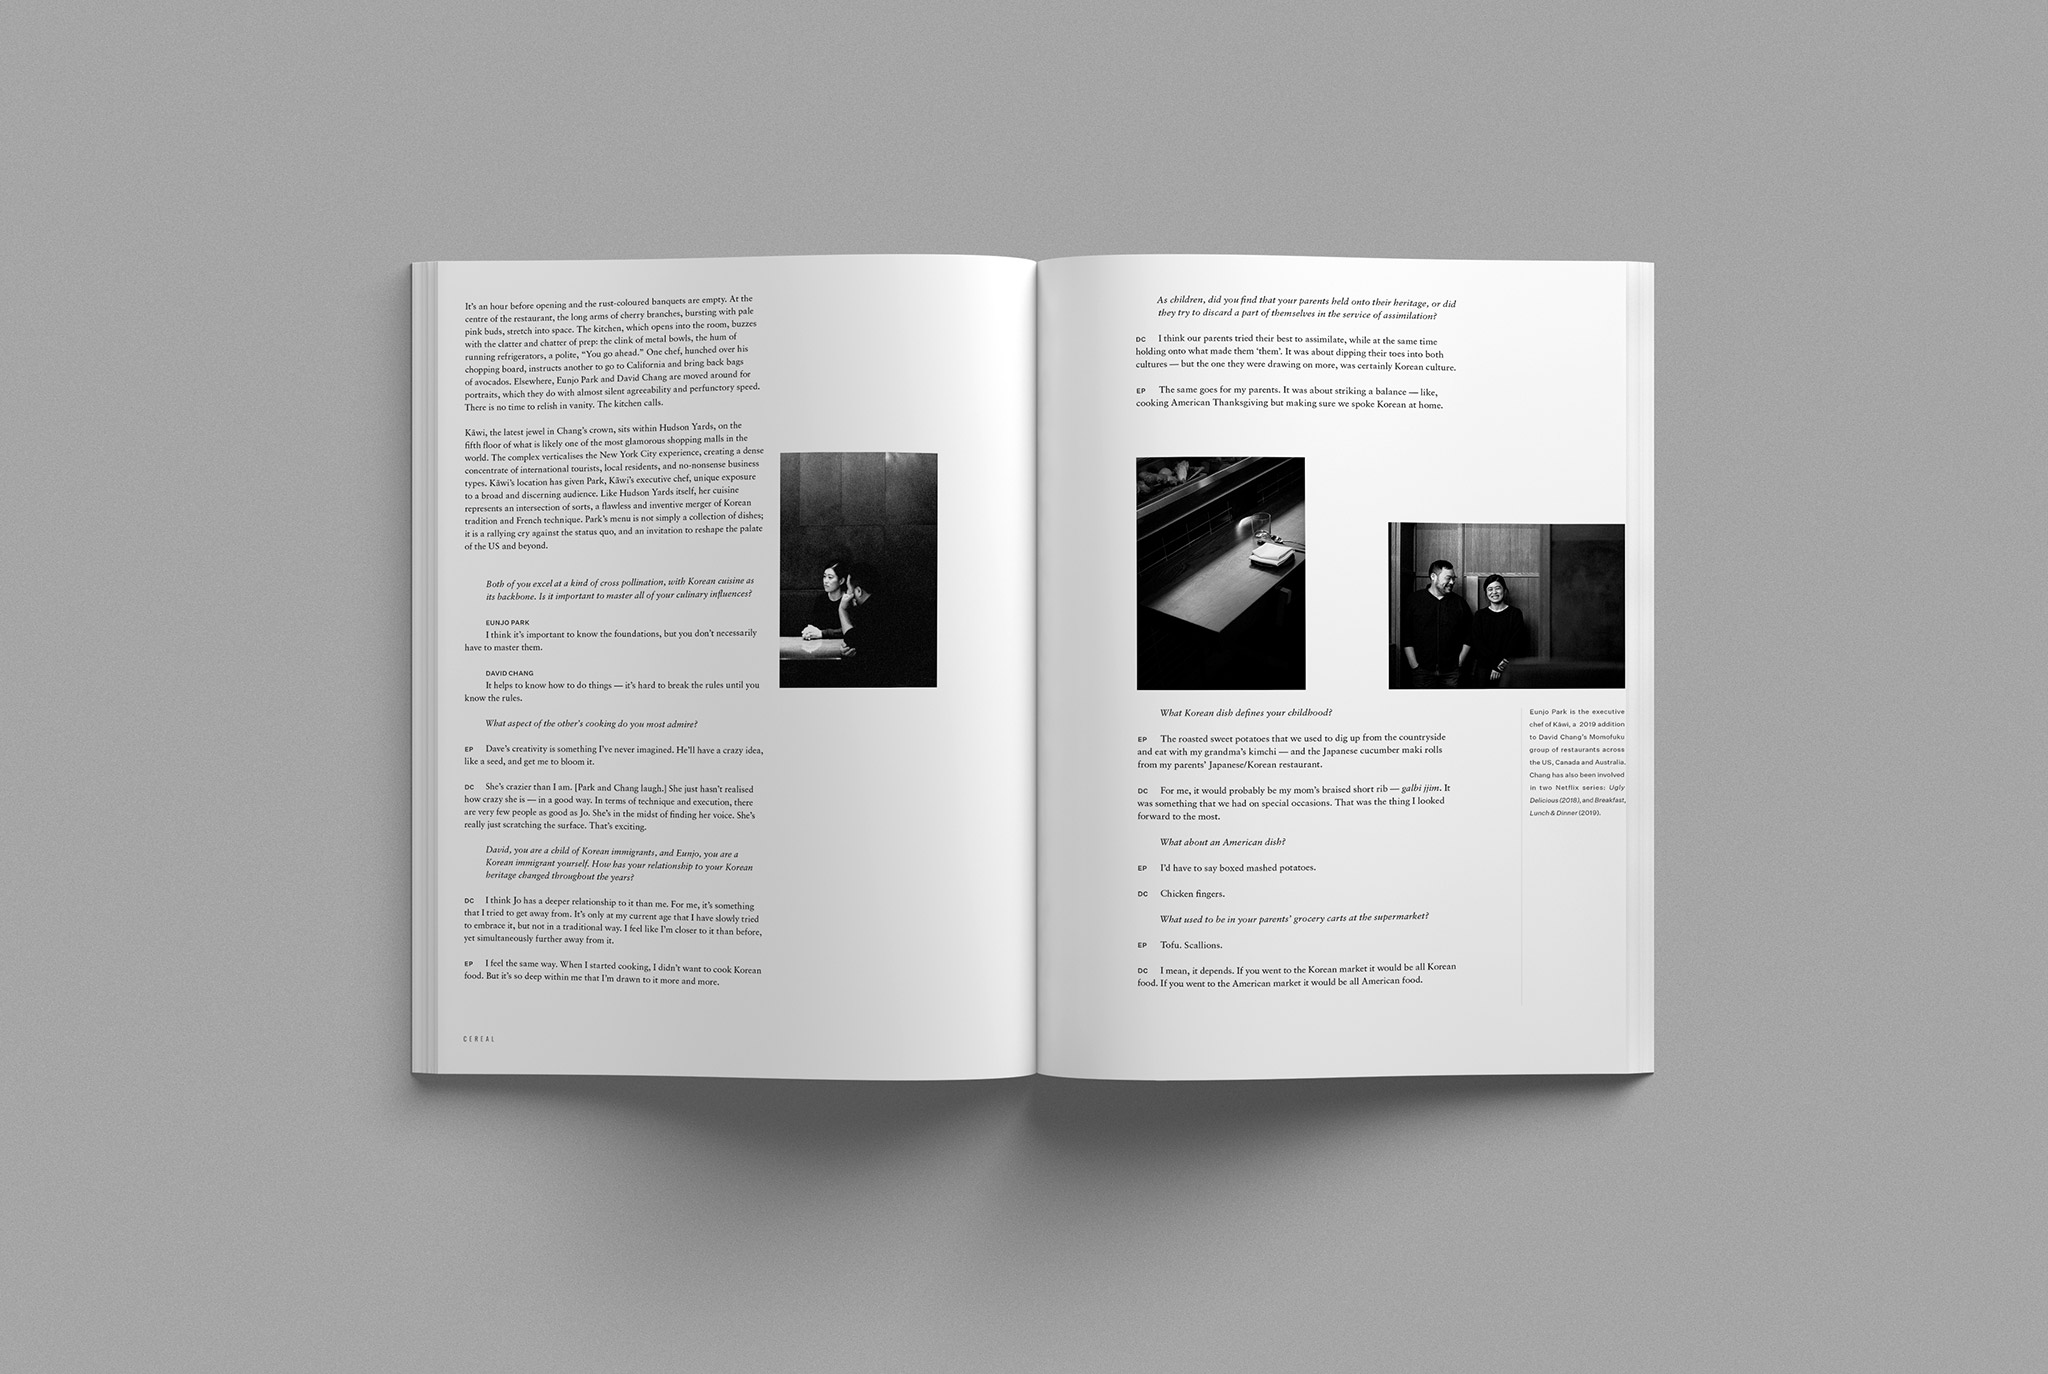 It's an hour before opening and the rust-coloured banquets are empty. At the
centre of the restaurant, the long arms of cherry branches, bursting with pale
pink buds, stretch into space. The kitchen, which opens into the room, buzzes
with the clatter and chatter of prep: the clink of metal bowls, the hum of
running refrigerators, a polite, “You go ahead.” One chef, hunched over his
chopping board, instructs another to go to California and bring back bags
of avocados. Elsewhere, Eunjo Park and David Chang are moved around for
portraits, which they do with almost silent agreeability and perfunctory speed.
There is no time to relish in vanity. The kitchen calls.
Kāwi, the latest jewel in Chang's crown, sits within Hudson Yards, on the
fifth floor of what is likely one of the most glamorous shopping malls in the
world. The complex verticalises the New York City experience, creating a dense
concentrate of international tourists, local residents, and no-nonsense business
types. Kāwi's location has given Park, Kāwi's executive chef, unique exposure
to a broad and discerning audience. Like Hudson Yards itself, her cuisine
represents an intersection of sorts, a flawless and inventive merger of Korean
tradition and French technique. Park's menu is not simply a collection of dishes;
it is a rallying cry against the status quo, and an invitation to reshape the palate
of the US and beyond.
Both of you excel at a kind of cross pollination, with Korean cuisine as
its backbone. Is it important to master all of your culinary influences?
EUNJO PARK
I think it's important to know the foundations, but you don't necessarily
have to master them.
DAVID CHANG
It helps to know how to do things — it's hard to break the rules until you
know the rules.
What aspect of the other's cooking do you most admire?
EP Dave's creativity is something I've never imagined. He'll have a crazy idea,
like a seed, and get me to bloom it.
DC She's crazier than I am. [Park and Chang laugh.] She just hasn't realised
how crazy she is — in a good way. In terms of technique and execution, there
are very few people as good as Jo. She's in the midst of finding her voice. She's
really just scratching the surface. That's exciting.
David, you are a child of Korean immigrants, and Eunjo, you are a
Korean immigrant yourself. How has your relationship to your Korean
heritage changed throughout the years?
DC I think Jo has a deeper relationship to it than me. For me, it's something
that I tried to get away from. It's only at my current age that I have slowly tried
to embrace it, but not in a traditional way. I feel like I'm closer to it than before,
yet simultaneously further away from it.
EP I feel the same way. When I started cooking, I didn't want to cook Korean
food. But it's so deep within me that I'm drawn to it more and more.
CEREAL
As children, did you find that your parents held onto their heritage, or did
they try to discard a part of themselves in the service of assimilation?
DC I think our parents tried their best to assimilate, while at the same time
holding onto what made them ‘them’. It was about dipping their toes into both
cultures — but the one they were drawing on more, was certainly Korean culture.
EP The same goes for my parents. It was about striking a balance — like,
cooking American Thanksgiving but making sure we spoke Korean at home.
What Korean dish defines your childhood?
EP The roasted sweet potatoes that we used to dig up from the countryside
and eat with my grandma's kimchi — and the Japanese cucumber maki rolls
from my parents' Japanese/Korean restaurant.
DC For me, it would probably be my mom's braised short rib — galbi jjim. It
was something that we had on special occasions. That was the thing I looked
forward to the most.
What about an American dish?
EP I'd have to say boxed mashed potatoes.
DC Chicken fingers.
What used to be in your parents' grocery carts at the supermarket?
EP Tofu. Scallions.
DC I mean, it depends. If you went to the Korean market it would be all Korean
food. If you went to the American market it would be all American food.
Eunjo Park is the executive
chef of Kāwi, a 2019 addition
to David Chang's Momofuku
group of restaurants across
the US, Canada and Australia.
Chang has also been involved
in two Netflix series: Ugly
Delicious (2018), and Breakfast,
Lunch & Dinner (2019).